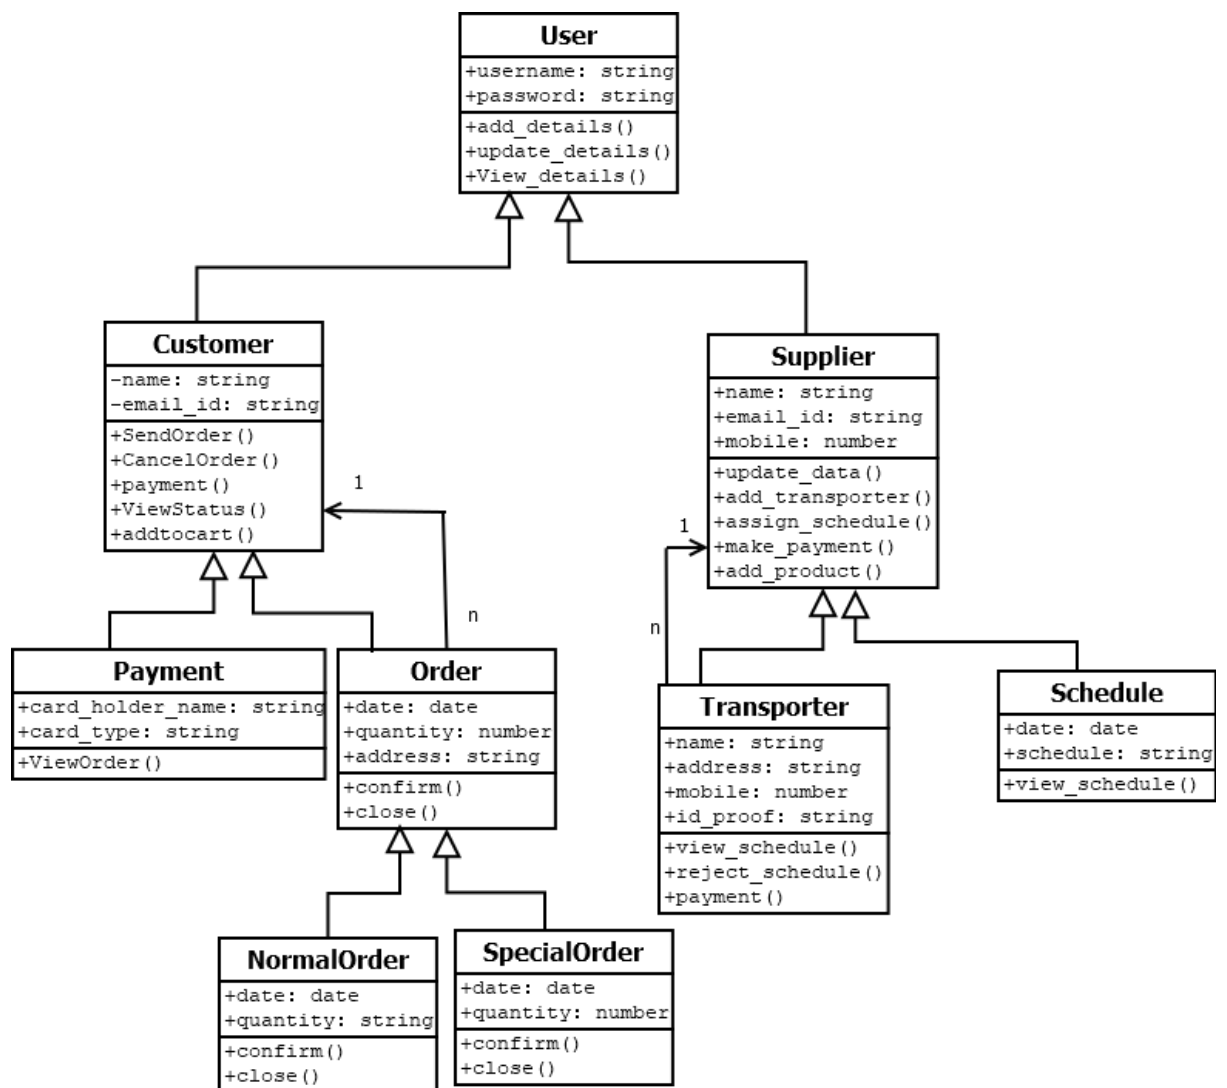 User
+username: string
+password: string
+add_details()
+update_details()
+View_details()
Customer
-name: string
-email_id: string
+SendOrder()
+CancelOrder()
+payment()
+ViewStatus()
+addtocart()
1
n
Supplier
+name: string
+email_id: string
+mobile: number
+update_data()
+add_transporter()
+assign_schedule()
+make_payment()
+add_product()
1
n
Payment
+card_holder_name: string
+card_type: string
+ViewOrder()
Order
+date: date
+quantity: number
+address: string
+confirm()
+close()
Transporter
+name: string
+address: string
+mobile: number
+id_proof: string
+view_schedule()
+reject_schedule()
+payment()
Schedule
+date: date
+schedule: string
+view_schedule()
NormalOrder
+date: date
+quantity: string
+confirm()
+close()
SpecialOrder
+date: date
+quantity: number
+confirm()
+close()